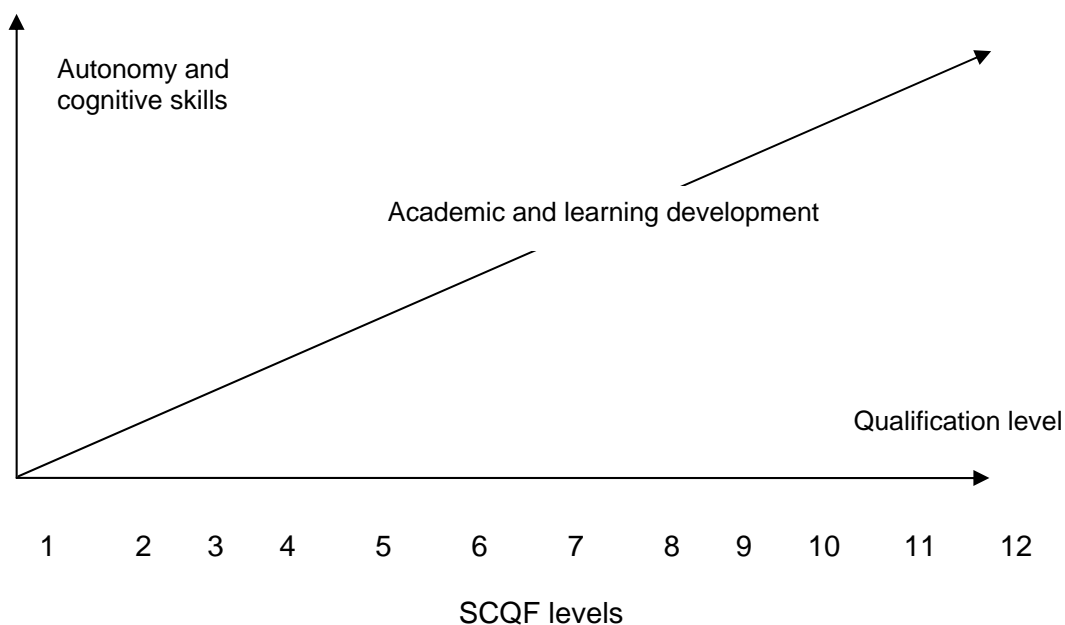 Autonomy and
cognitive skills
Academic and learning development
Qualification level
1 2 3 4 5 6 7 8 9 10 11 12
SCQF levels